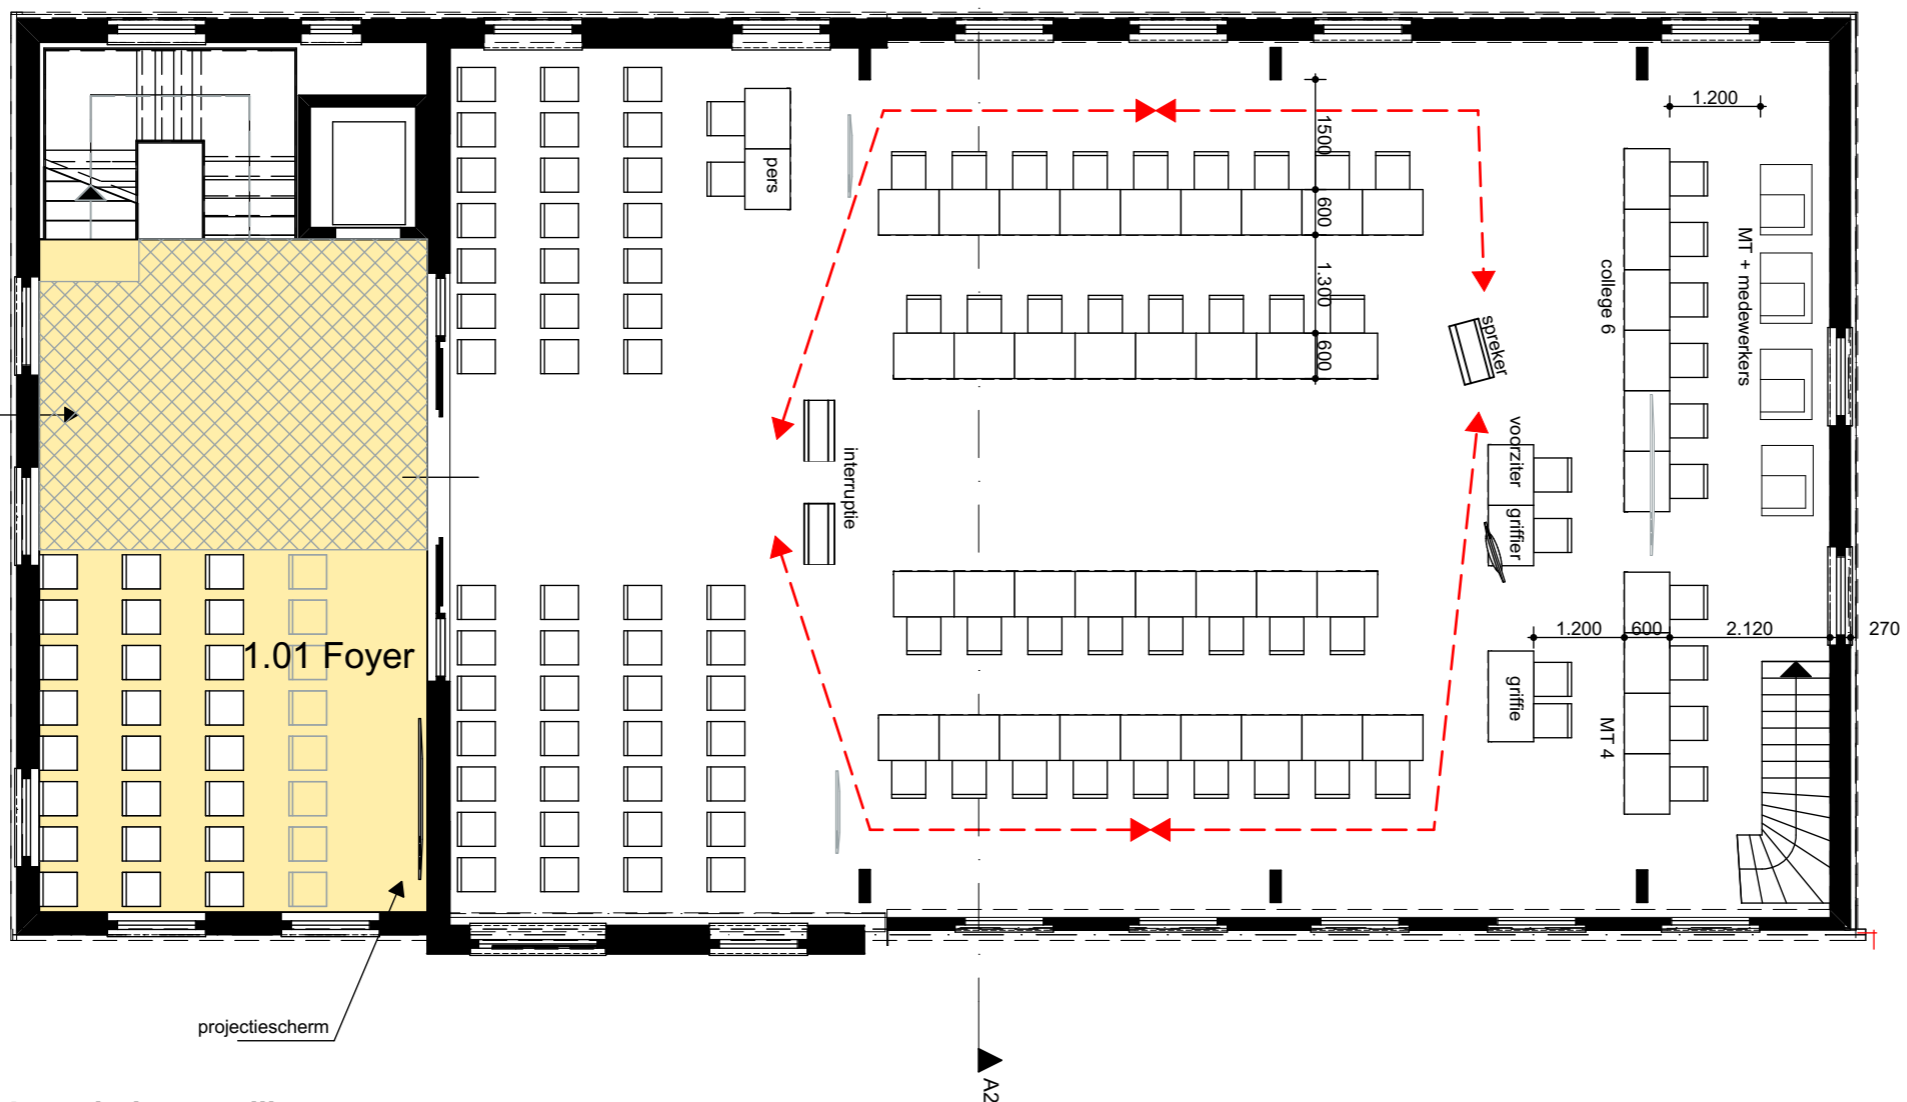 pers
1500
600
1.300
600
1.200
MT + medewerkers
college 6
spreker
voorziter
griffier
interruptie
1.200
600
2.120
270
griffie
MT 4
1.01 Foyer
projectiescherm
A2